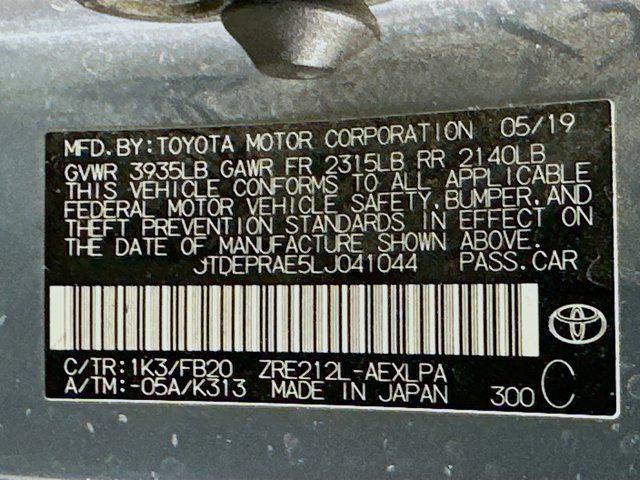 MFD. BY: TOYOTA MOTOR CORPORATION 05/19
GVWR 3935LB GAWR FR 2315LB RR 2140LB
THIS VEHICLE CONFORMS TO ALL APPLICABLE
FEDERAL MOTOR VEHICLE SAFETY, BUMPER, AND
THEFT PREVENTION STANDARDS IN EFFECT ON
THE DATE OF MANUFACTURE SHOWN ABOVE.
JTDEPRAE5LJ041044 PASS. CAR
C/TR: 1K3/FB20 ZRE212L-AEXLPA
A/TM: -05A/K313 MADE IN JAPAN 300 C